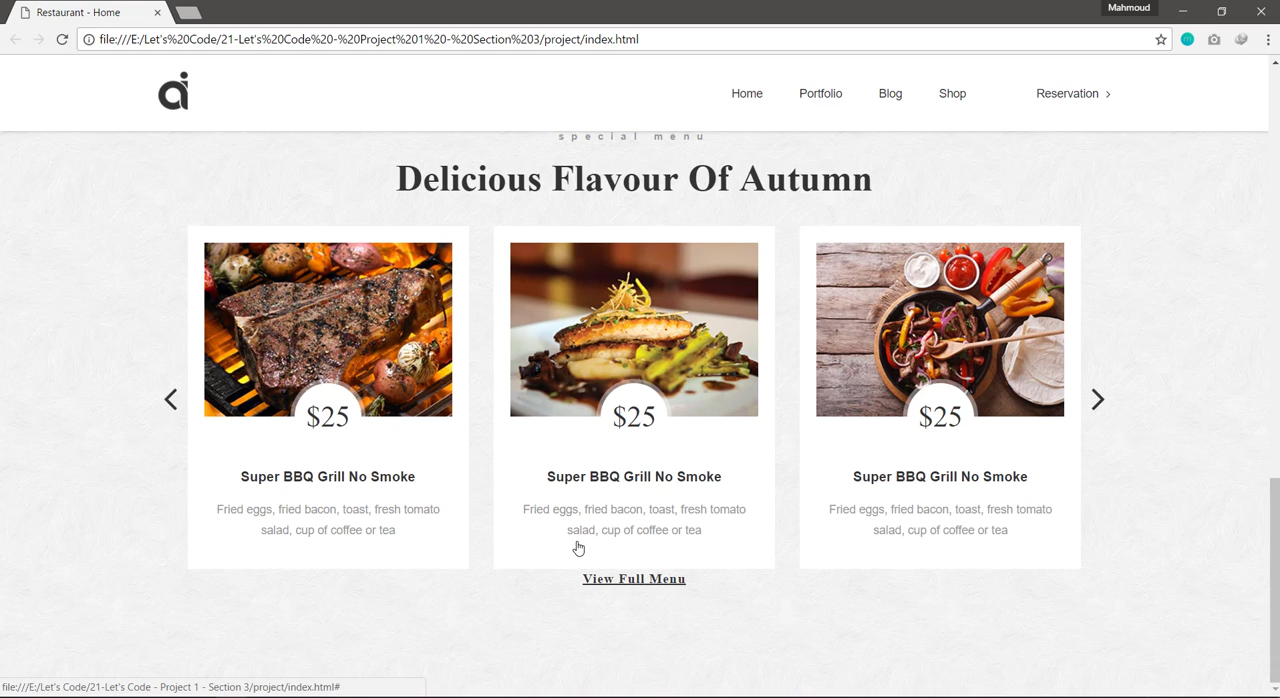 Restaurant - Home
Mahmoud
file:///E:/Let's%20Code/21-Let's%20Code%20-%20Project%201%20-%20Section%203/project/index.html
ai
Home Portfolio Blog Shop Reservation
special menu
Delicious Flavour Of Autumn
$25 $25 $25
Super BBQ Grill No Smoke Super BBQ Grill No Smoke Super BBQ Grill No Smoke
Fried eggs, fried bacon, toast, fresh tomato Fried eggs, fried bacon, toast, fresh tomato Fried eggs, fried bacon, toast, fresh tomato
salad, cup of coffee or tea salad, cup of coffee or tea salad, cup of coffee or tea
View Full Menu
file:///E:/Let's Code/21-Let's Code - Project 1 - Section 3/project/index.html#